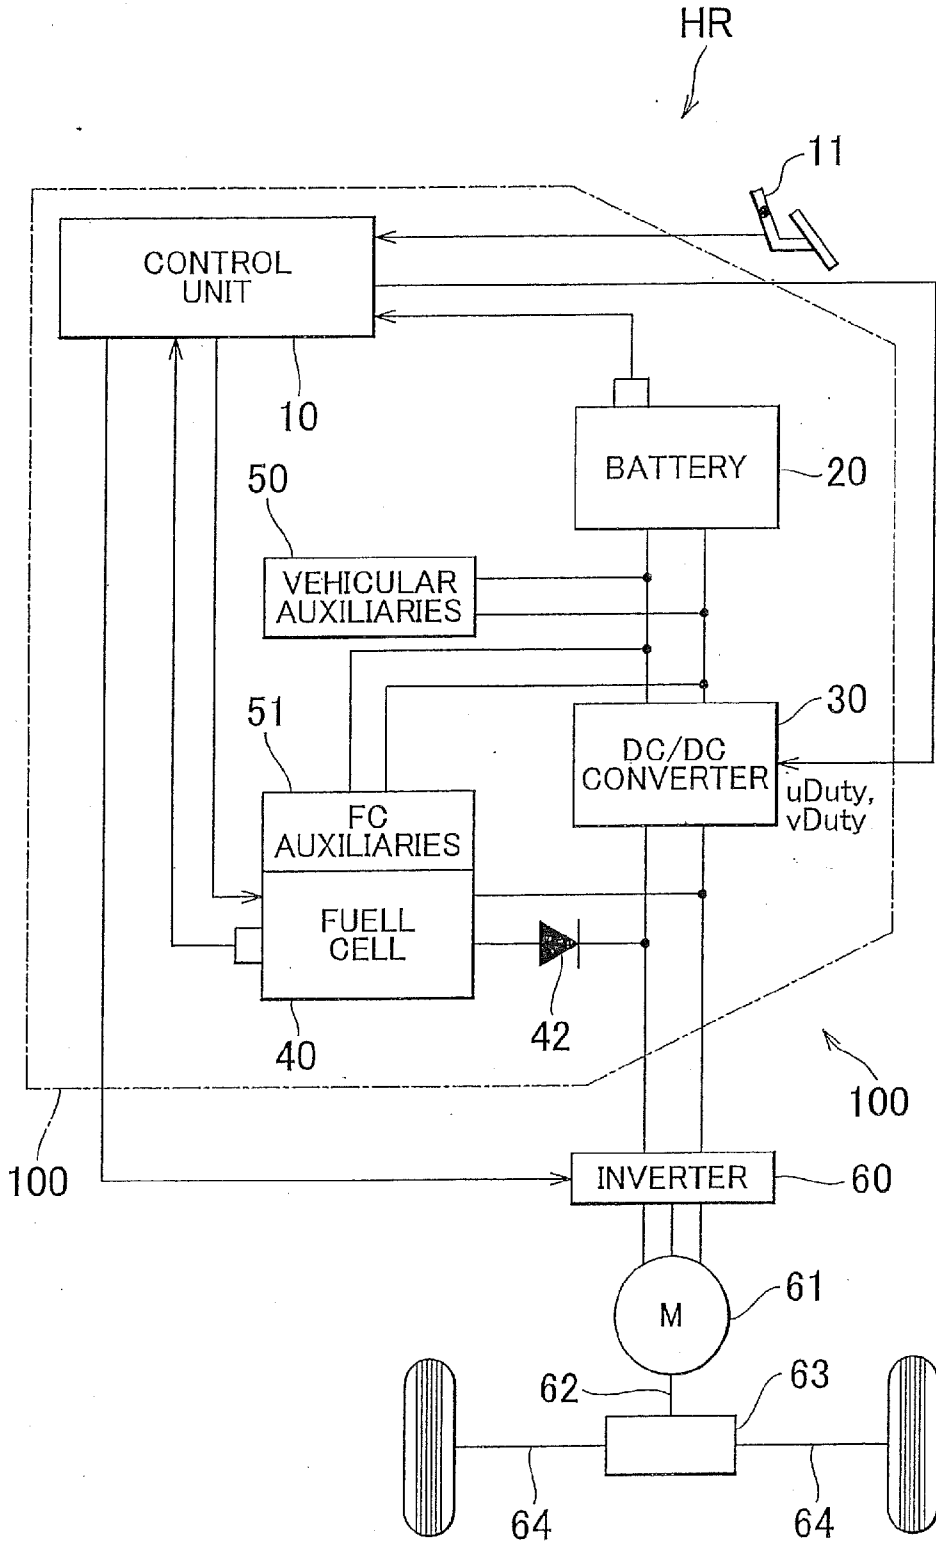 HR
11
CONTROL
UNIT
10
BATTERY
20
50
VEHICULAR
AUXILIARIES
51
30
DC/DC
CONVERTER
uDuty,
vDuty
FC
AUXILIARIES
FUELL
CELL
42
40
100
100
INVERTER
60
61
M
62
63
64
64